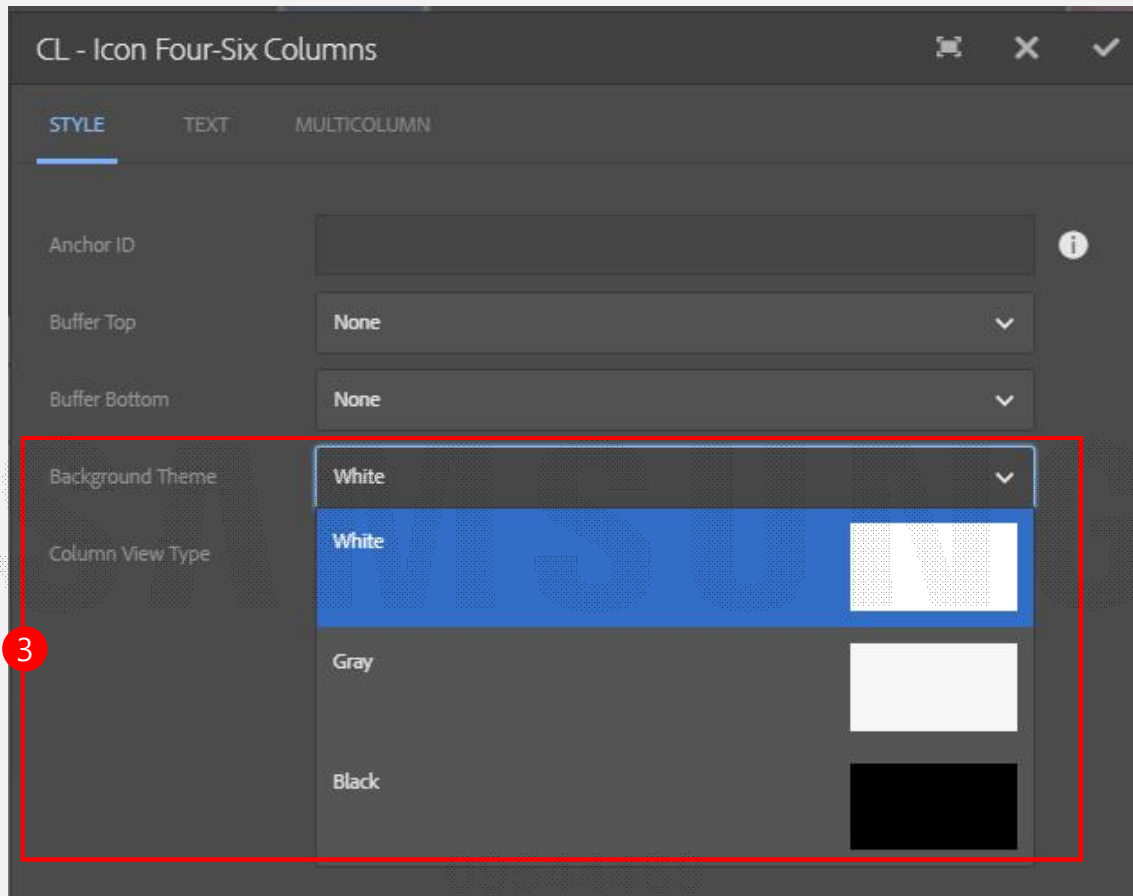 CL - Icon Four-Six Columns
STYLE TEXT MULTICOLUMN
Anchor ID
Buffer Top None
Buffer Bottom None
Background Theme White
White
Column View Type
3
Gray
Black
SAMSUNG